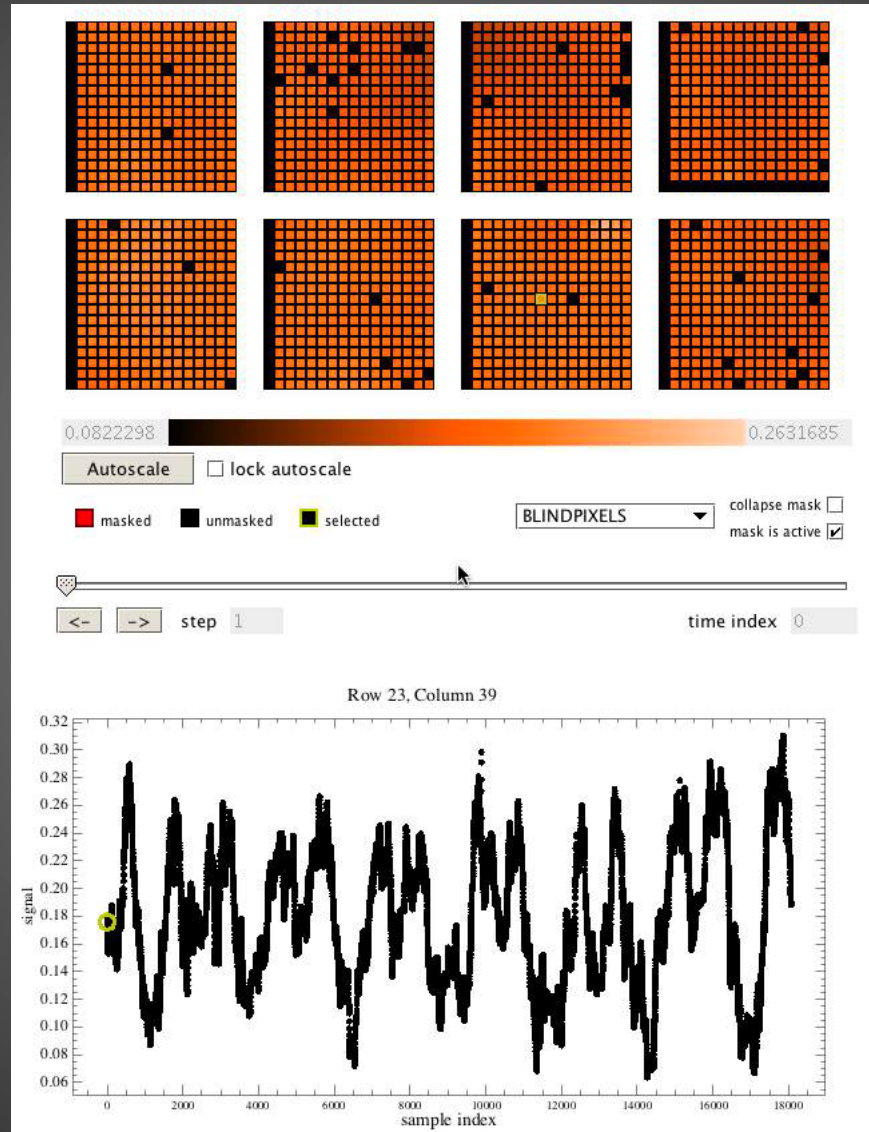 0.0822298 0.2631685
Autoscale lock autoscale
masked unmasked selected BLINDPIXELS collapse mask
mask is active
<- -> step 1 time index 0
Row 23, Column 39
0.32
0.30
0.28
0.26
0.24
0.22
0.20
0.18
0.16
0.14
0.12
0.10
0.08
0.06
signal
0 2000 4000 6000 8000 10000 12000 14000 16000 18000
sample index